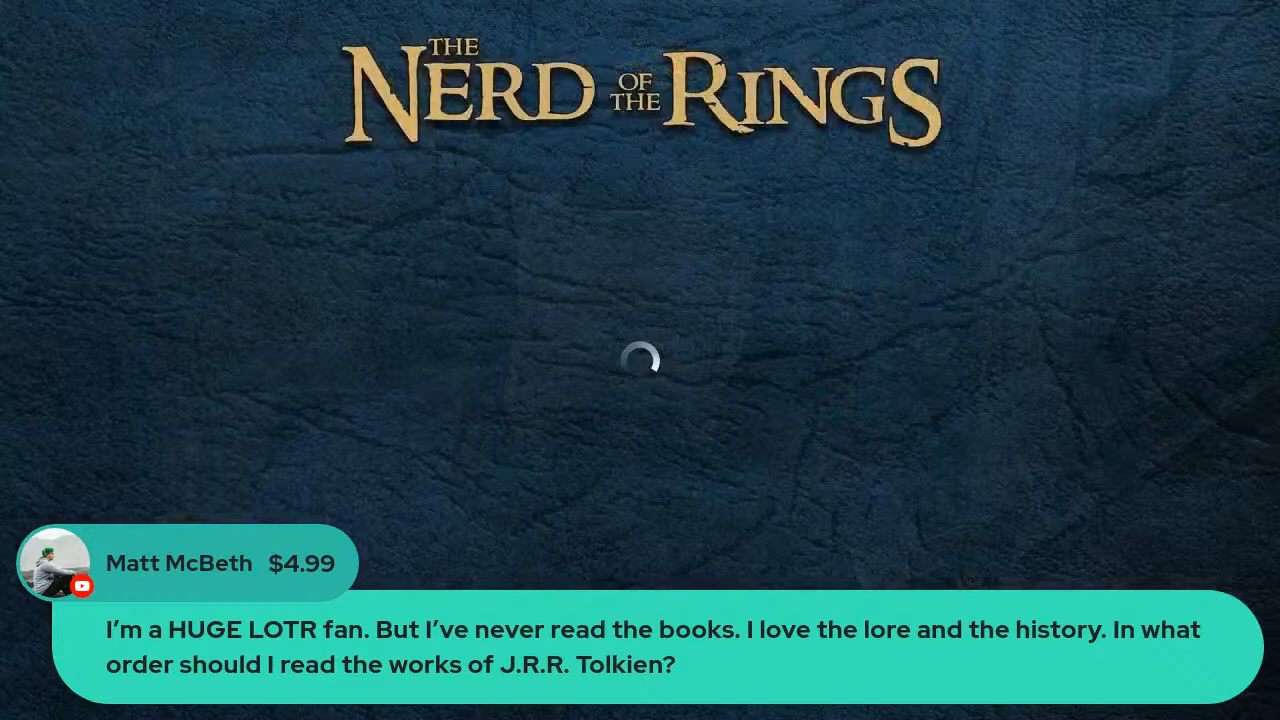 THE
NERD OF THE RINGS
Matt McBeth $4.99
I’m a HUGE LOTR fan. But I’ve never read the books. I love the lore and the history. In what
order should I read the works of J.R.R. Tolkien?